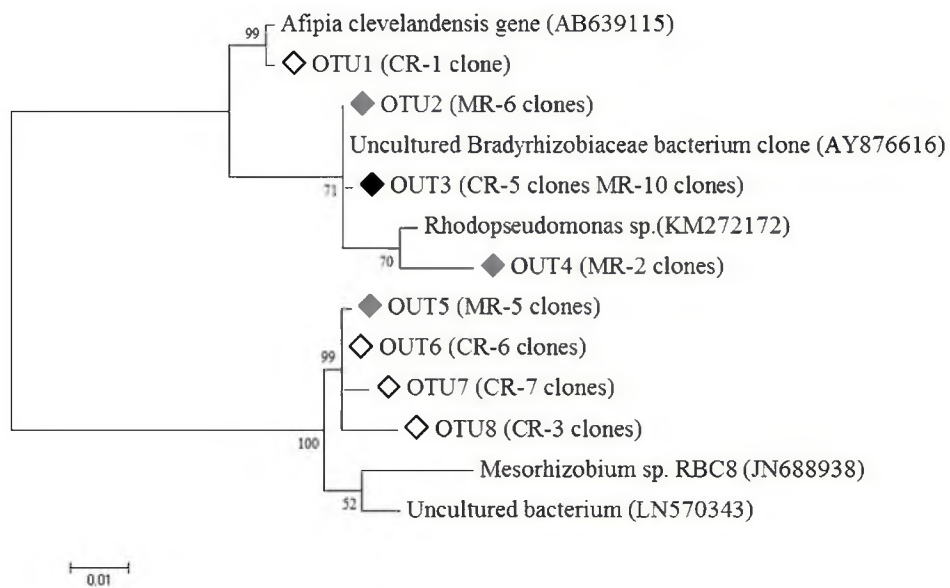 Afipia clevelandensis gene (AB639115)
99
OTU1 (CR-1 clone)
OTU2 (MR-6 clones)
Uncultured Bradyrhizobiaceae bacterium clone (AY876616)
71
OUT3 (CR-5 clones MR-10 clones)
Rhodopseudomonas sp.(KM272172)
70
OUT4 (MR-2 clones)
OUT5 (MR-5 clones)
99
OUT6 (CR-6 clones)
OTU7 (CR-7 clones)
OTU8 (CR-3 clones)
100
Mesorhizobium sp. RBC8 (JN688938)
52
Uncultured bacterium (LN570343)
0.01